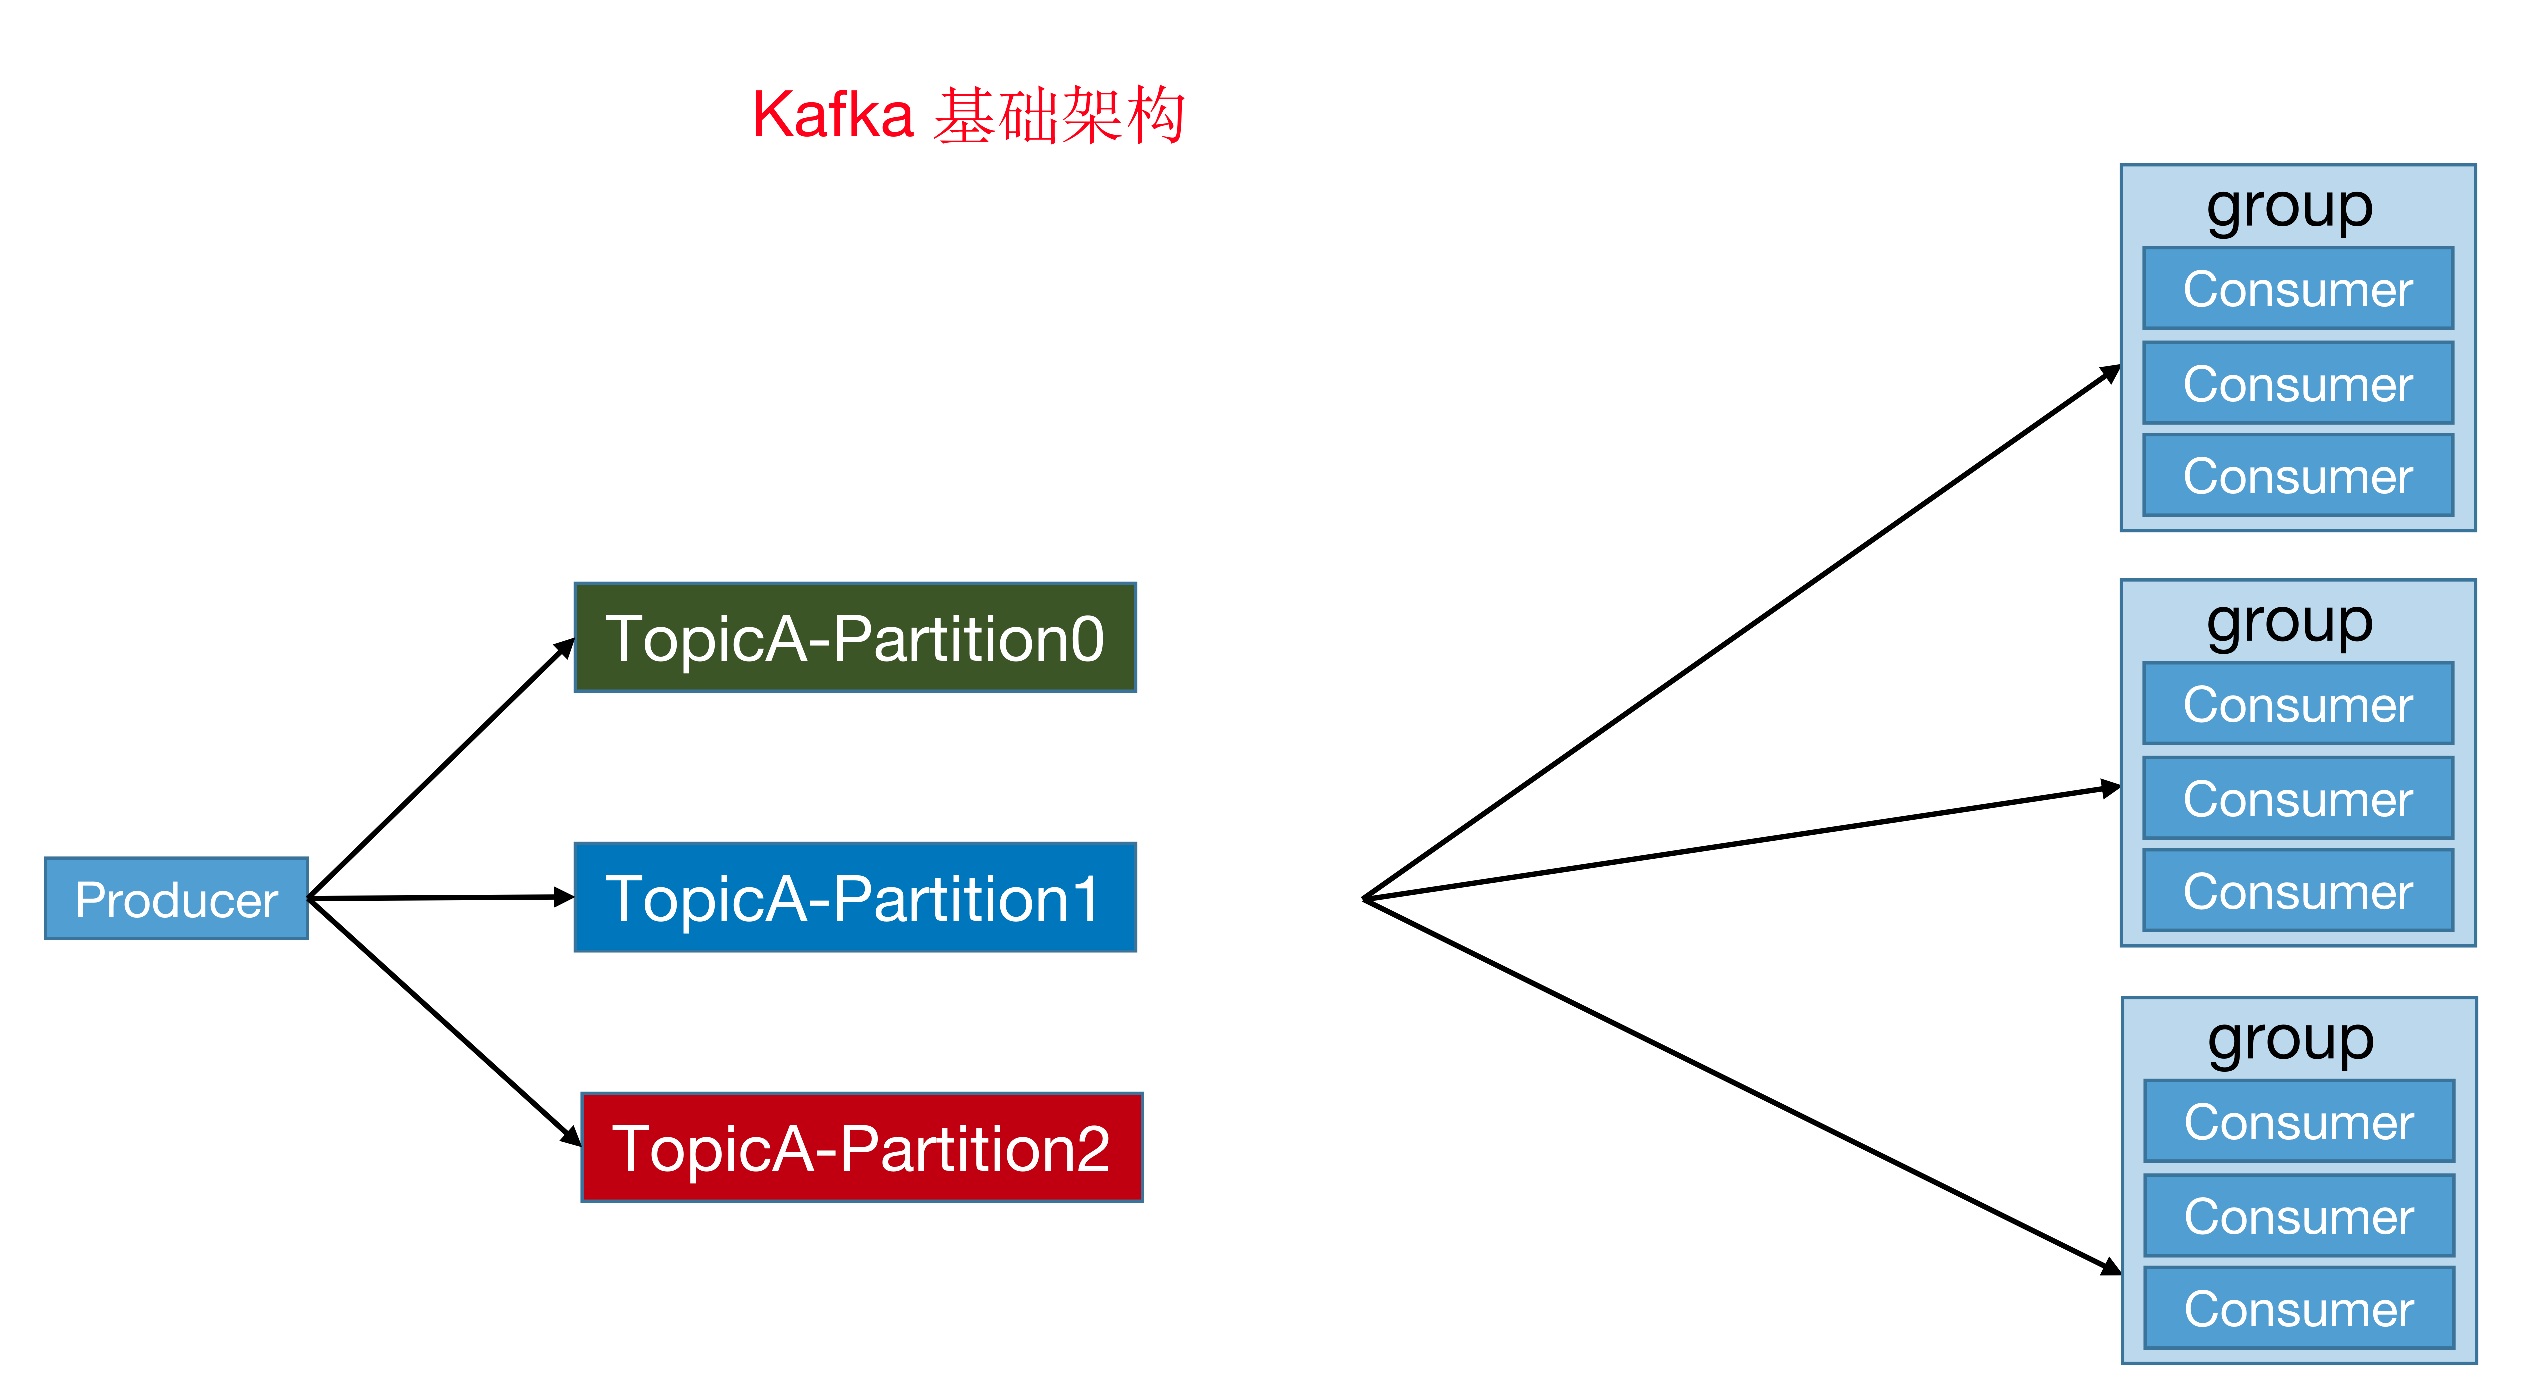 Kafka 基础架构
Producer
TopicA-Partition0
TopicA-Partition1
TopicA-Partition2
group
Consumer
Consumer
Consumer
group
Consumer
Consumer
Consumer
group
Consumer
Consumer
Consumer